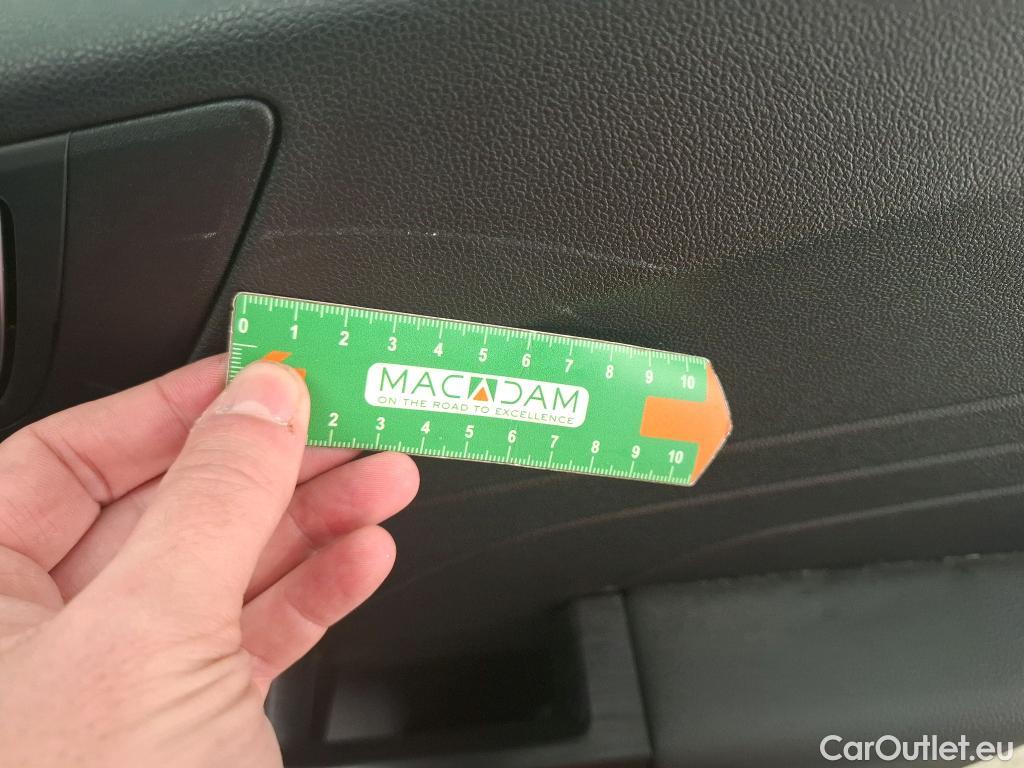 0 1 2 3 4 5 6 7 8 9 10
MACADAM
ON THE ROAD TO EXCELLENCE
2 3 4 5 6 7 8 9 10
CarOutlet.eu